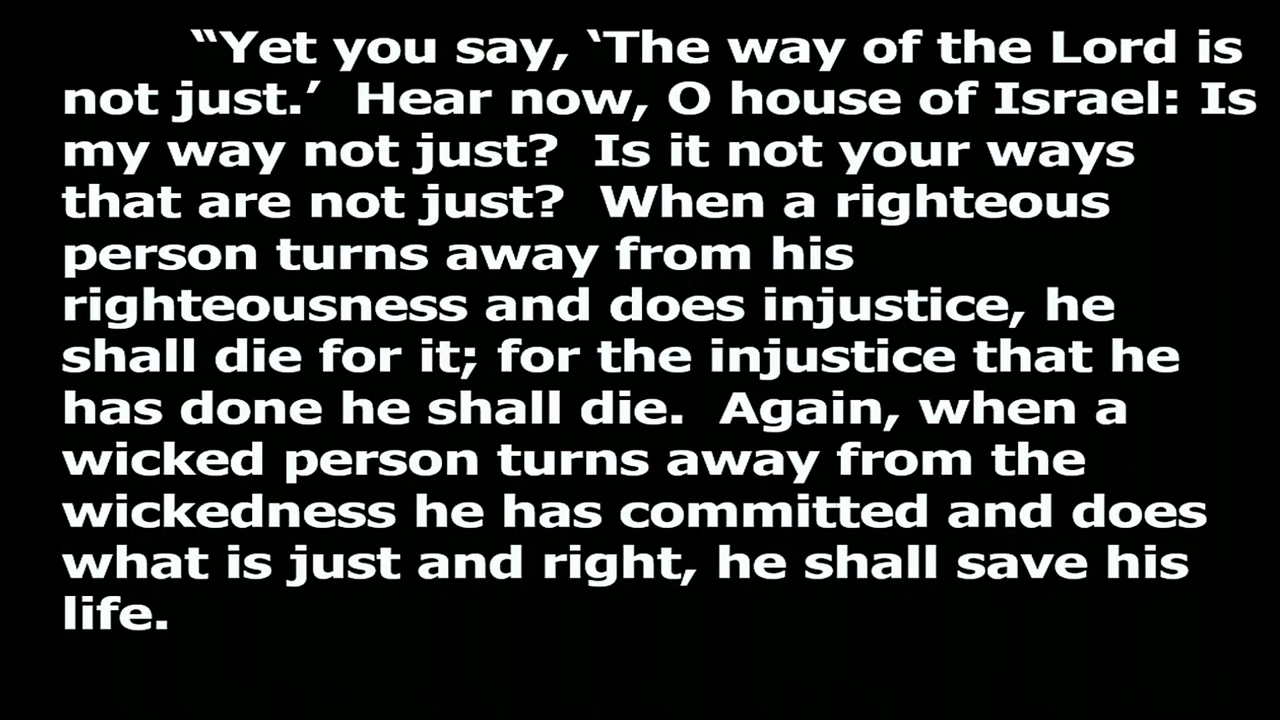 “Yet you say, ‘The way of the Lord is
not just.’ Hear now, O house of Israel: Is
my way not just? Is it not your ways
that are not just? When a righteous
person turns away from his
righteousness and does injustice, he
shall die for it; for the injustice that he
has done he shall die. Again, when a
wicked person turns away from the
wickedness he has committed and does
what is just and right, he shall save his
life.